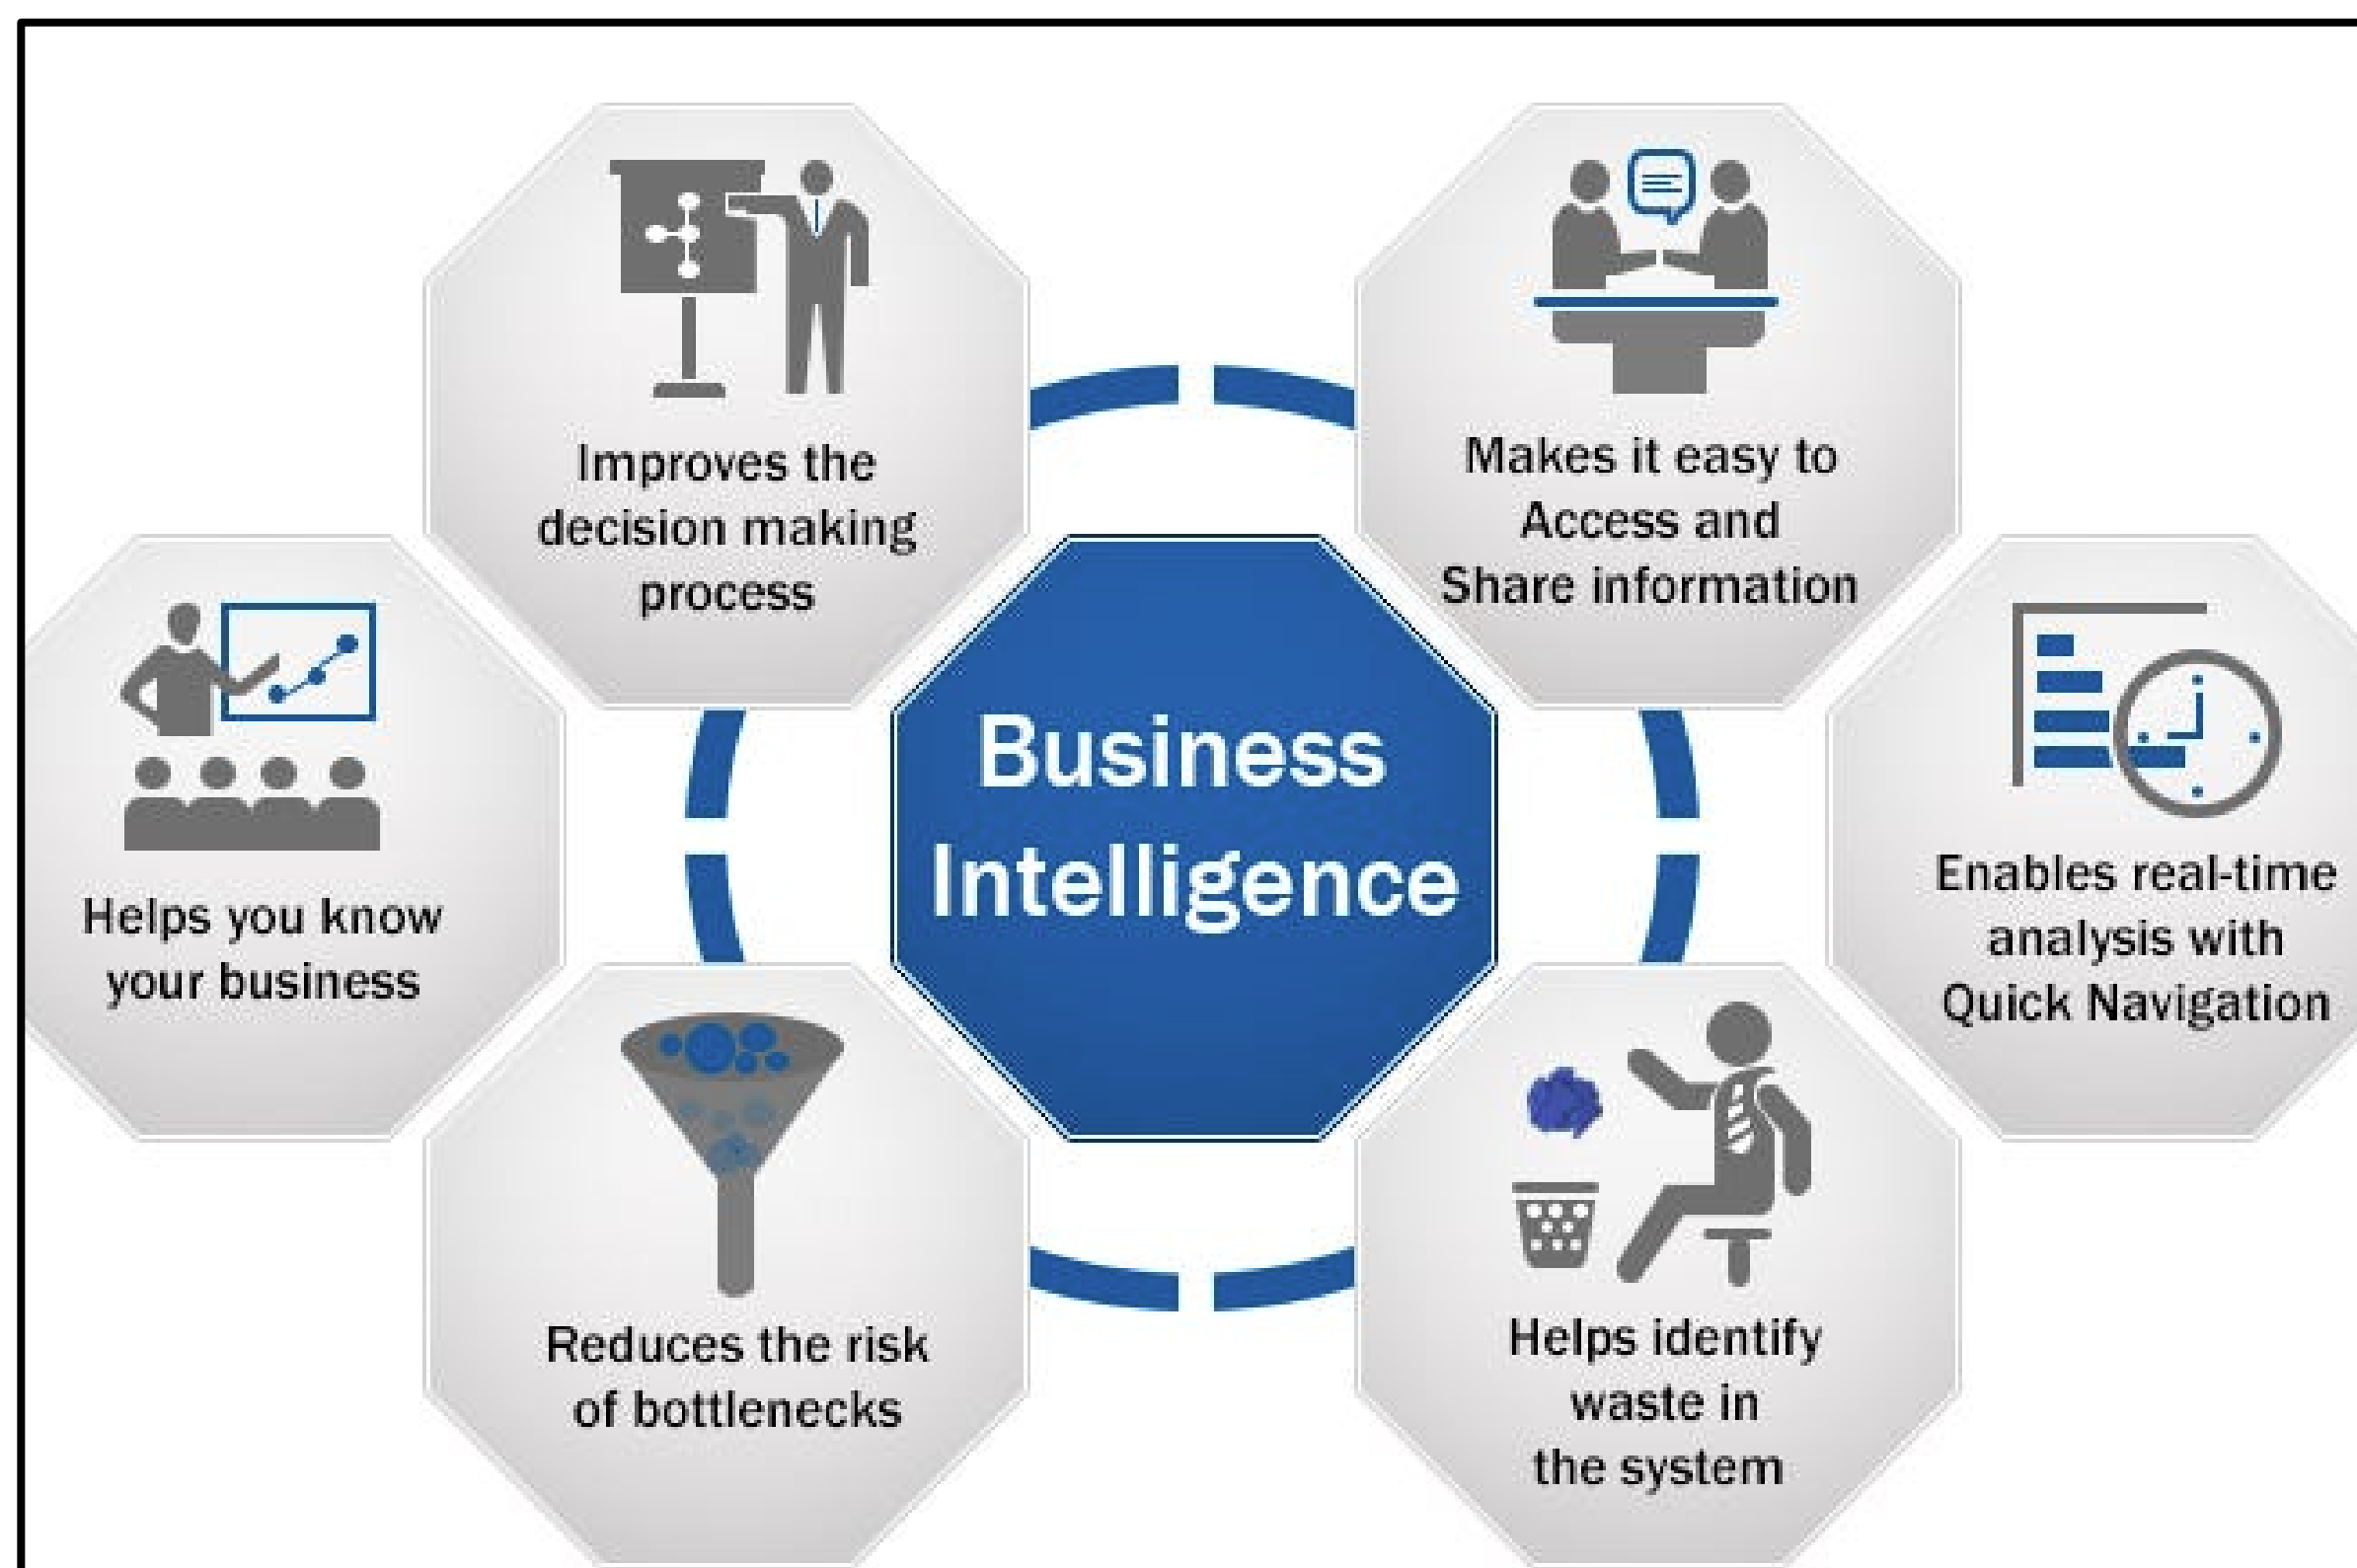 Improves the
decision making
process
Makes it easy to
Access and
Share information
Helps you know
your business
Business
Intelligence
Enables real-time
analysis with
Quick Navigation
Reduces the risk
of bottlenecks
Helps identify
waste in
the system